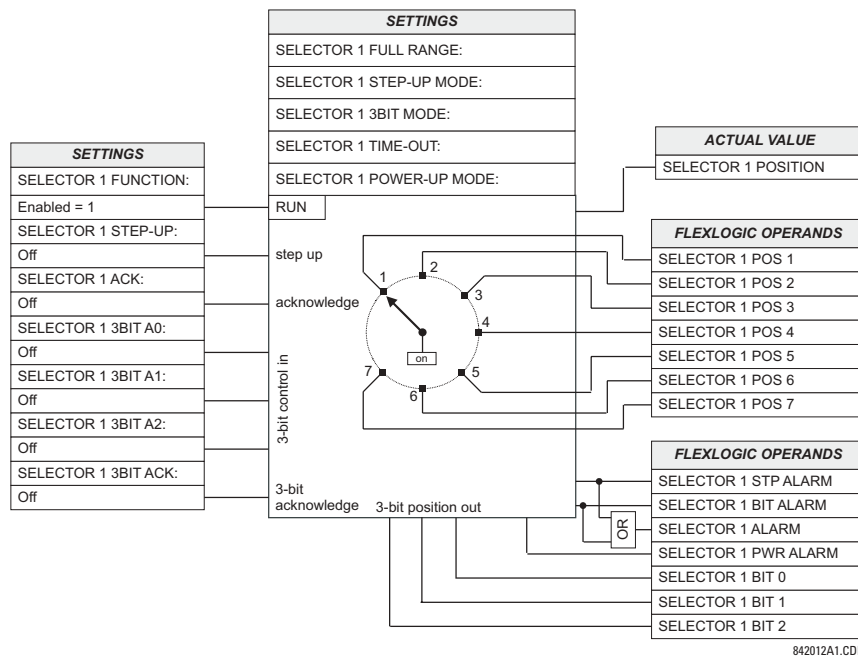 SETTINGS
SELECTOR 1 FULL RANGE:
SELECTOR 1 STEP-UP MODE:
SELECTOR 1 3BIT MODE:
SELECTOR 1 TIME-OUT:
SELECTOR 1 POWER-UP MODE:
SETTINGS
SELECTOR 1 FUNCTION:
Enabled = 1
SELECTOR 1 STEP-UP:
Off
SELECTOR 1 ACK:
Off
SELECTOR 1 3BIT A0:
Off
SELECTOR 1 3BIT A1:
Off
SELECTOR 1 3BIT A2:
Off
SELECTOR 1 3BIT ACK:
Off
RUN
step up
acknowledge
3-bit control in
3-bit
acknowledge
3-bit position out
1
2
3
4
5
6
7
on
ACTUAL VALUE
SELECTOR 1 POSITION
FLEXLOGIC OPERANDS
SELECTOR 1 POS 1
SELECTOR 1 POS 2
SELECTOR 1 POS 3
SELECTOR 1 POS 4
SELECTOR 1 POS 5
SELECTOR 1 POS 6
SELECTOR 1 POS 7
FLEXLOGIC OPERANDS
SELECTOR 1 STP ALARM
SELECTOR 1 BIT ALARM
SELECTOR 1 ALARM
SELECTOR 1 PWR ALARM
SELECTOR 1 BIT 0
SELECTOR 1 BIT 1
SELECTOR 1 BIT 2
OR
842012A1.CD